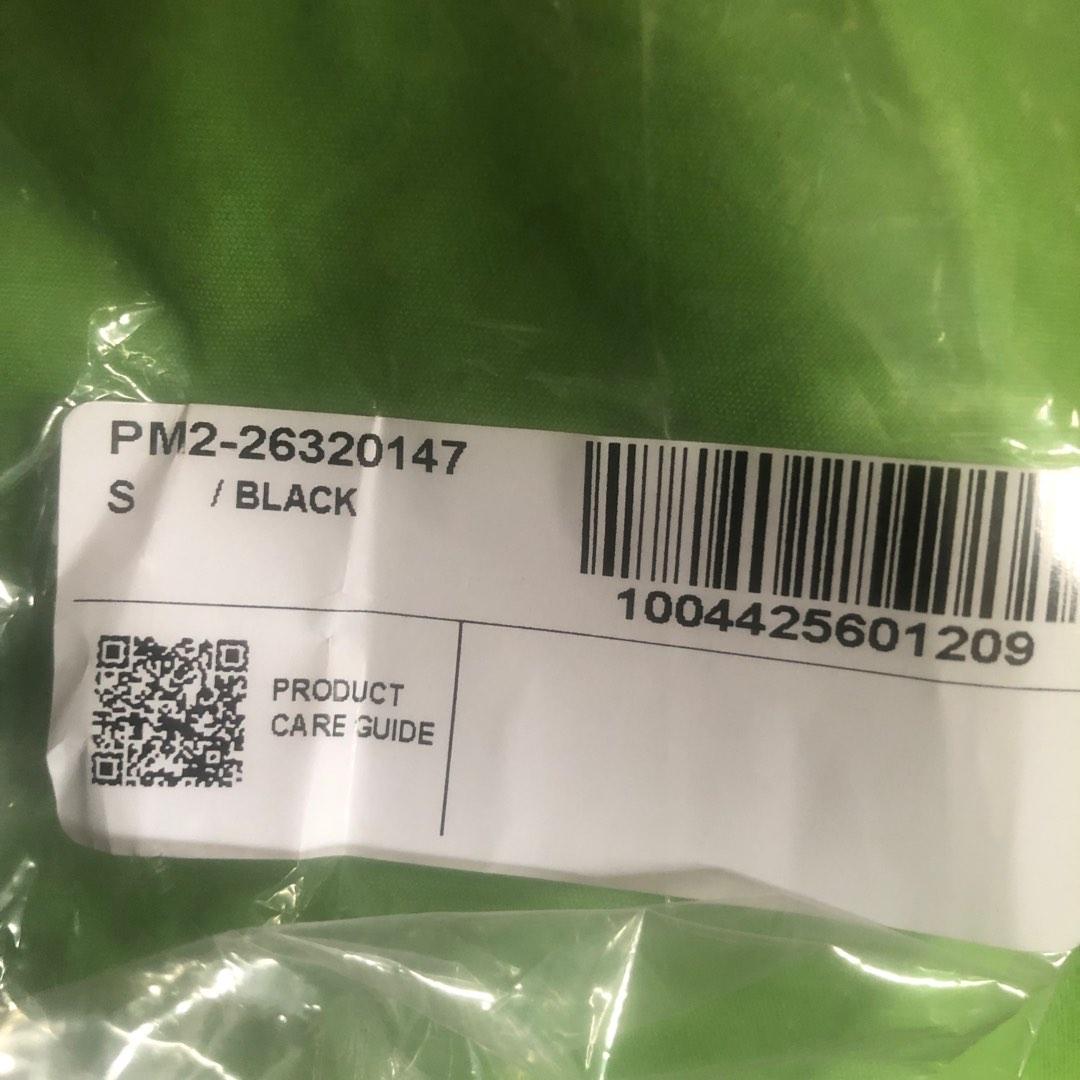 PM2-26320147
S / BLACK
1004425601209
PRODUCT
CARE GUIDE